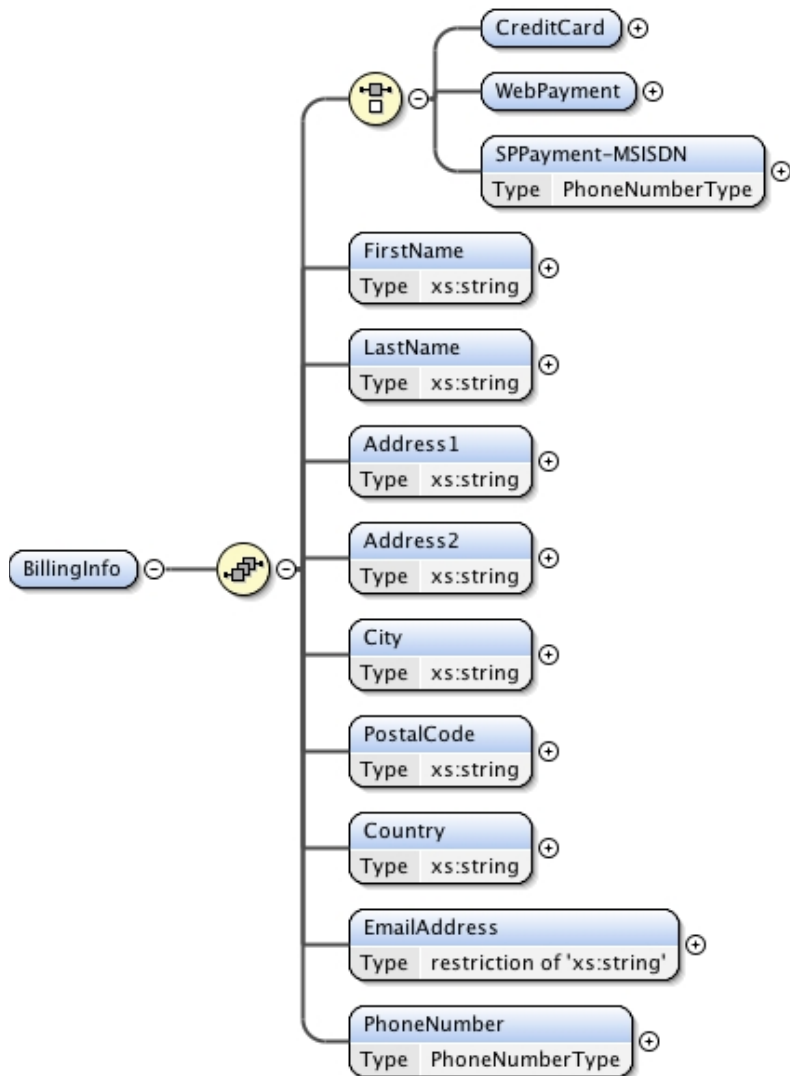 CreditCard
WebPayment
SPPayment-MSISDN
Type PhoneNumberType
FirstName
Type xs:string
LastName
Type xs:string
Address1
Type xs:string
Address2
Type xs:string
BillingInfo
City
Type xs:string
PostalCode
Type xs:string
Country
Type xs:string
EmailAddress
Type restriction of 'xs:string'
PhoneNumber
Type PhoneNumberType